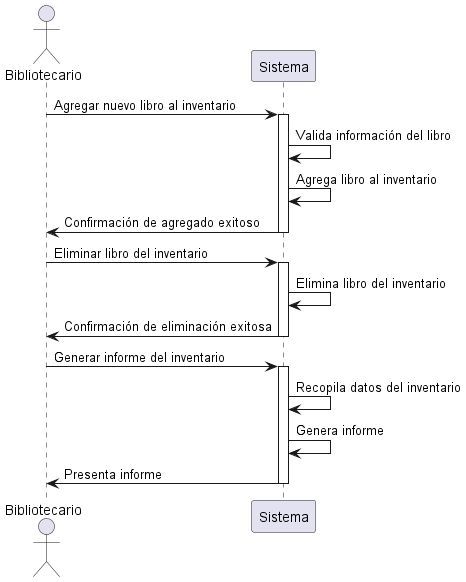 Bibliotecario
Sistema
Agregar nuevo libro al inventario
Valida información del libro
Agrega libro al inventario
Confirmación de agregado exitoso
Eliminar libro del inventario
Elimina libro del inventario
Confirmación de eliminación exitosa
Generar informe del inventario
Recopila datos del inventario
Genera informe
Presenta informe
Bibliotecario
Sistema